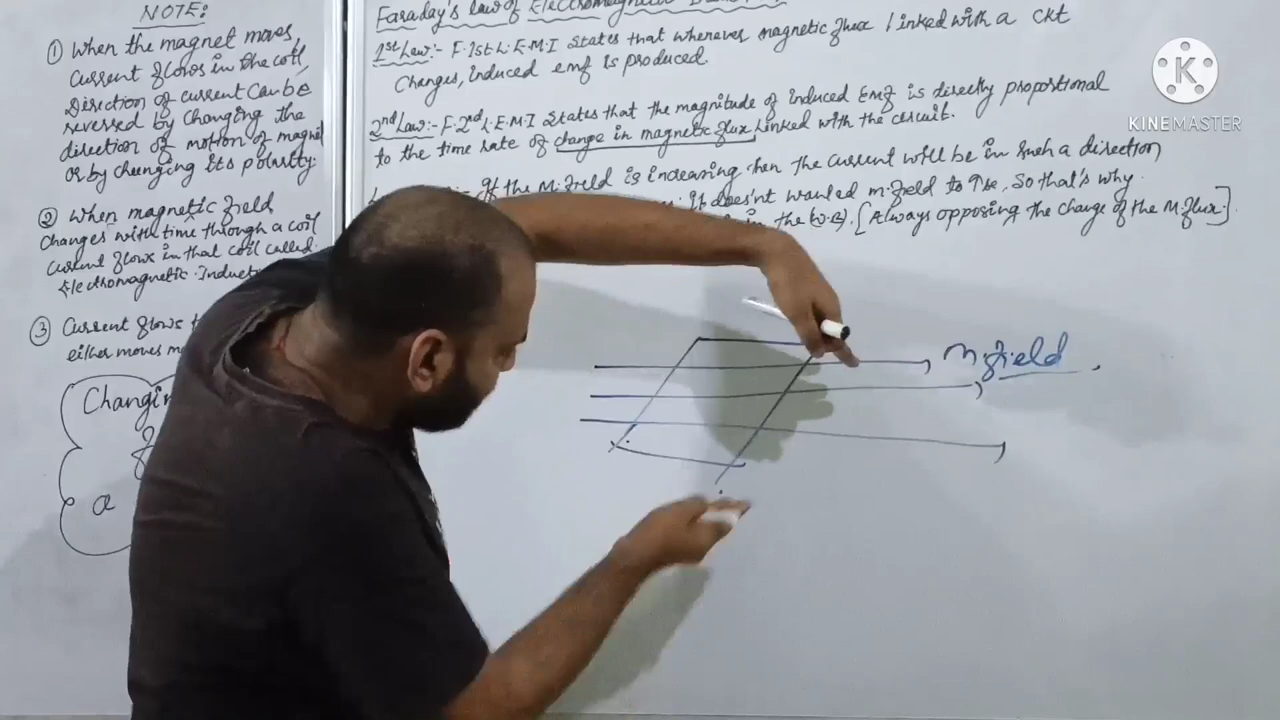 NOTE:
① When the magnet moves,
Current flows in the coil,
Direction of current can be
reversed by changing the
direction of motion of magnet
or by changing its polarity.
② When magnetic field
Changes with time through a coil
Current flows in that coil called
Electromagnetic Induct
③ Current flows
either moves m
Changin
a
Faraday's law of Electromagnetic
1st Law:- F.1st.L.E.M.I States that whenever magnetic flux linked with a Ckt
Changes, induced emf is produced.
2nd Law:- F.2nd.L.E.M.I States that the magnitude of induced Emf is directly proportional
to the time rate of change in magnetic flux linked with the circuit.
:- If the M.field is increasing then the current will be in such a direction
it does'nt wanted m.field to ↑se, So that's why.
in the [Always opposing the change of the M.flux.]
M.field
K
KINEMASTER